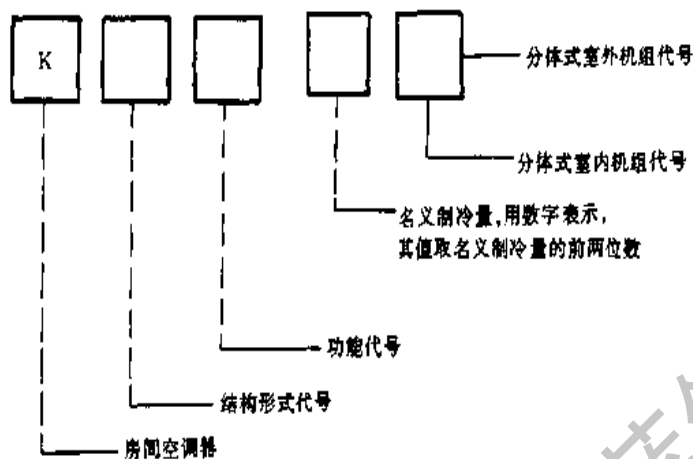 K
分体式室外机组代号
分体式室内机组代号
名义制冷量,用数字表示,
其值取名义制冷量的前两位数
功能代号
结构形式代号
房间空调器